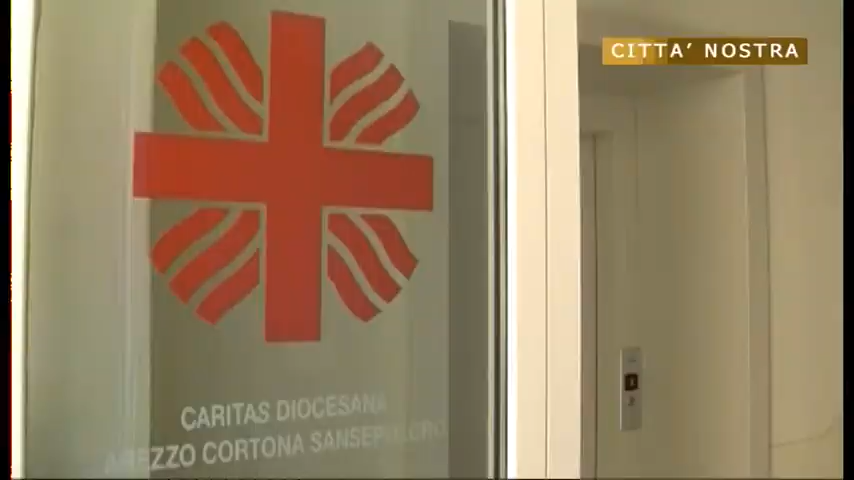 CITTA' NOSTRA
CARITAS DIOCESANA
AREZZO CORTONA SANSEPOLCRO